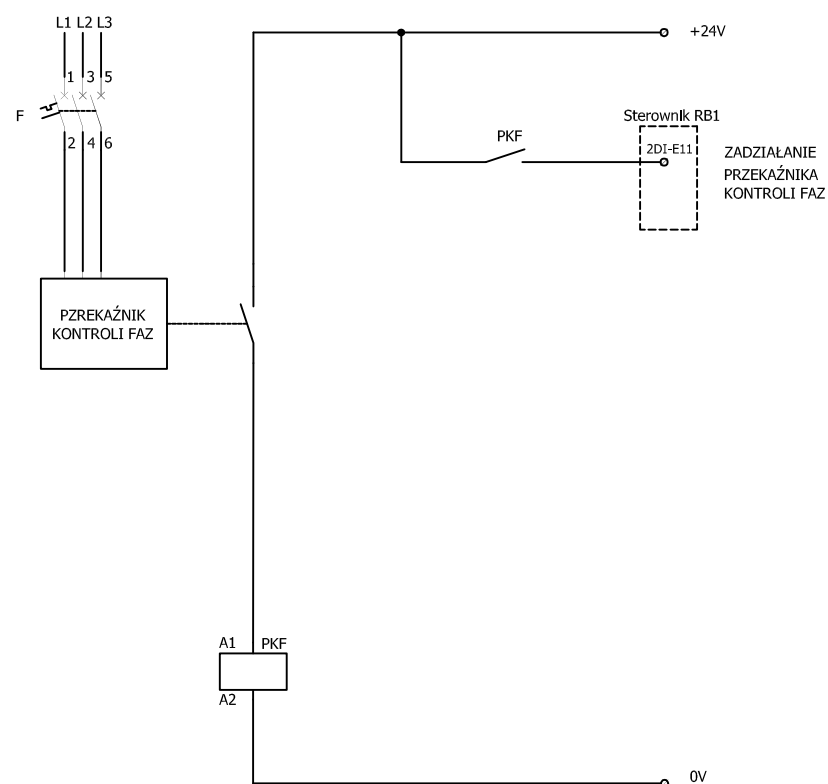 L1 L2 L3
1 3 5
F
2 4 6
PZREKAŹNIK
KONTROLI FAZ
+24V
Sterownik RB1
PKF
2DI-E11
ZADZIAŁANIE
PRZEKAŹNIKA
KONTROLI FAZ
A1 PKF
A2
0V